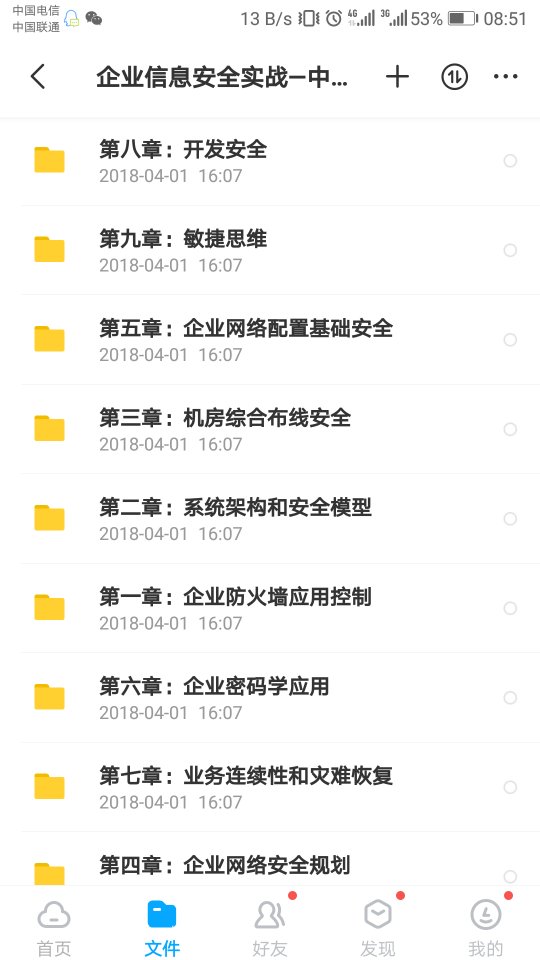 中国电信
中国联通
13 B/s 4G 3G 53% 08:51
企业信息安全实战—中...
第八章：开发安全
2018-04-01 16:07
第九章：敏捷思维
2018-04-01 16:07
第五章：企业网络配置基础安全
2018-04-01 16:07
第三章：机房综合布线安全
2018-04-01 16:07
第二章：系统架构和安全模型
2018-04-01 16:07
第一章：企业防火墙应用控制
2018-04-01 16:07
第六章：企业密码学应用
2018-04-01 16:07
第七章：业务连续性和灾难恢复
2018-04-01 16:07
第四章：企业网络安全规划
首页 文件 好友 发现 我的